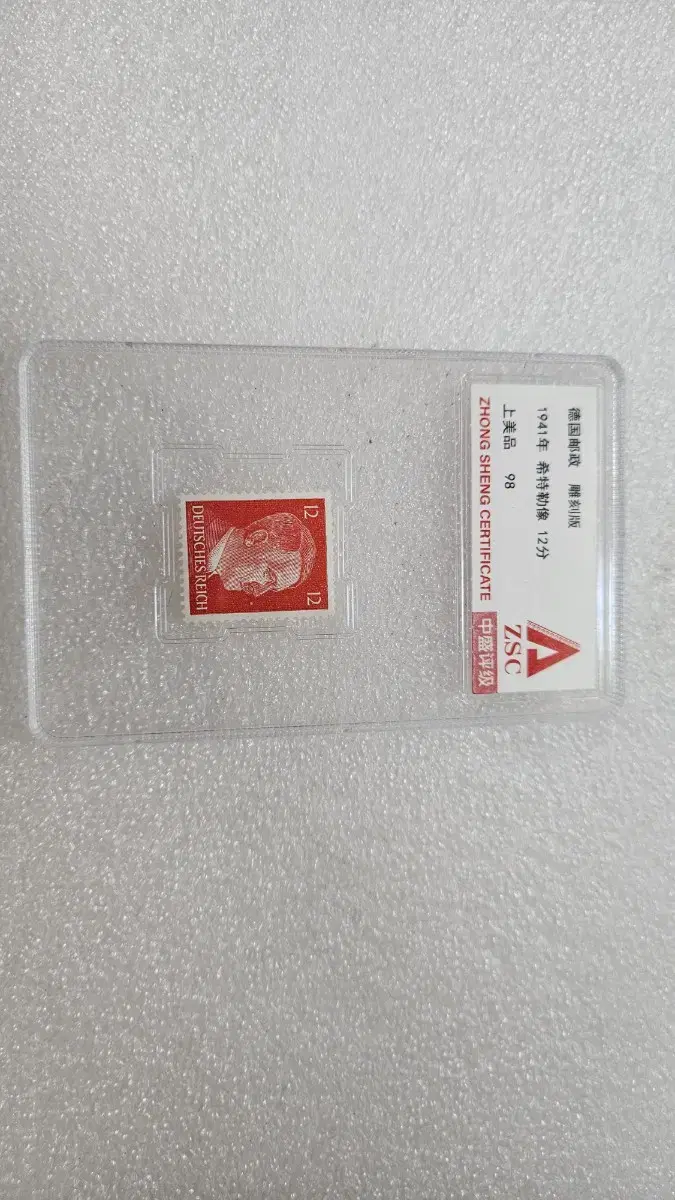 德国邮政 雕刻版
1941年 希特勒像 12分
上美品 98
ZHONG SHENG CERTIFICATE
ZSC
中盛评级
12 12
DEUTSCHES REICH